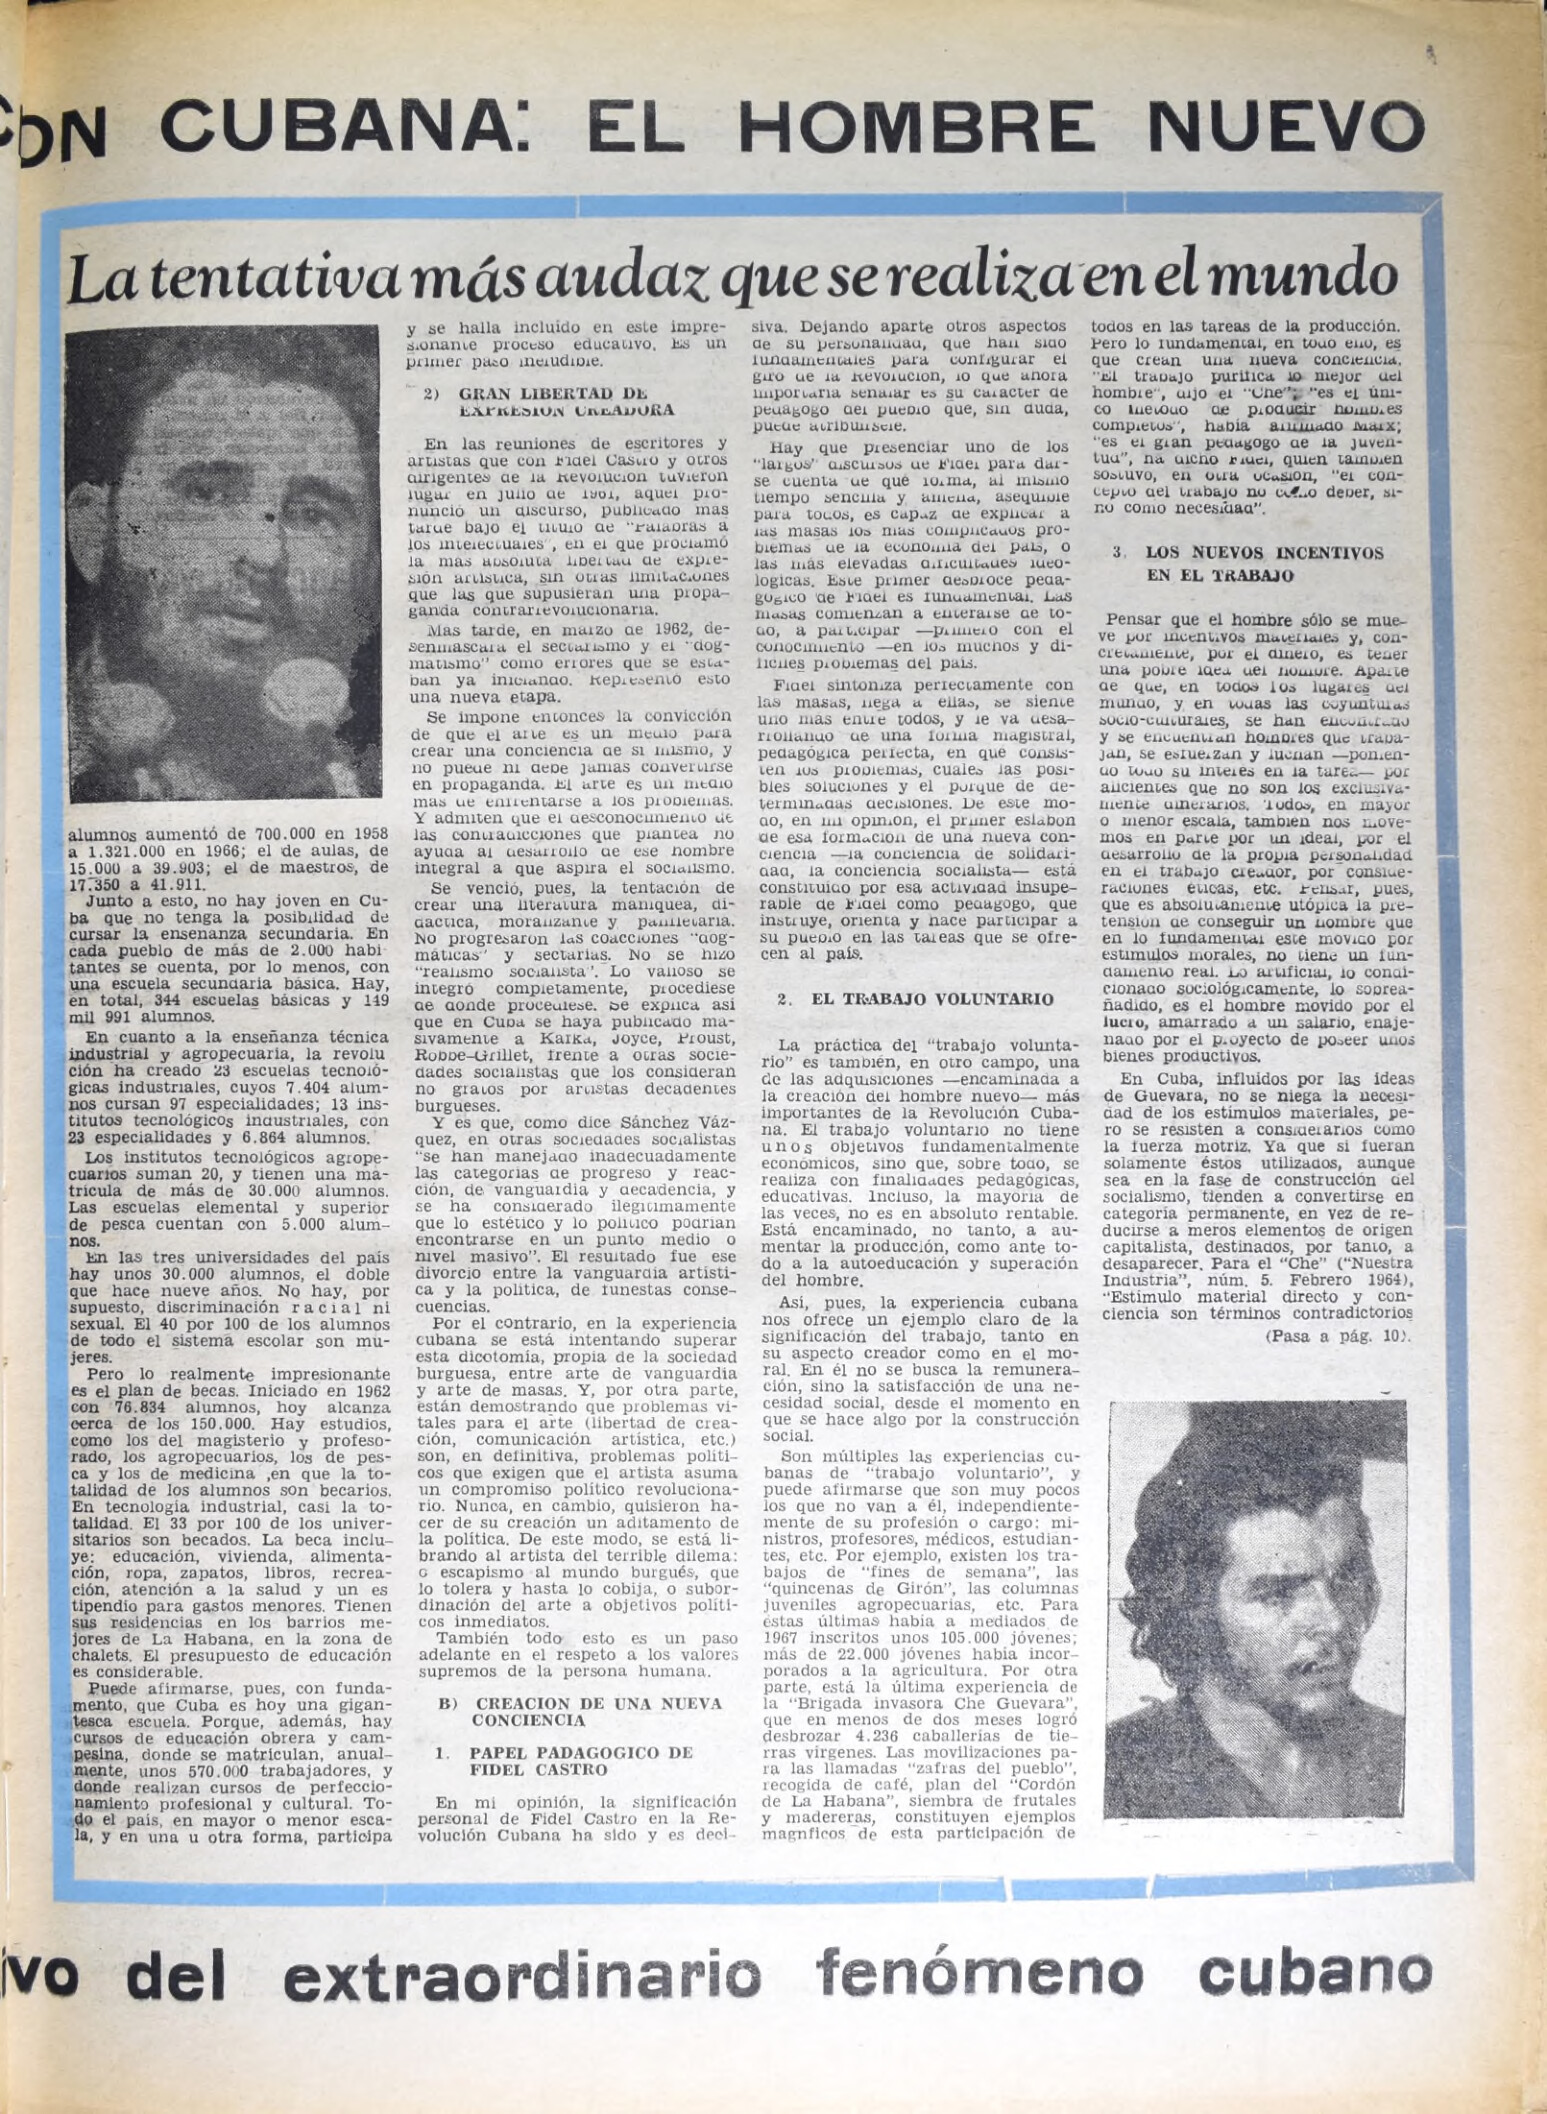 ON CUBANA: EL HOMBRE NUEVO
La tentativa más audaz que se realiza en el mundo
alumnos aumentó de 700.000 en 1958
a 1.321.000 en 1966; el de aulas, de
15.000 a 39.903; el de maestros, de
17.350 a 41.911.
Junto a esto, no hay joven en Cu-
ba que no tenga la posibilidad de
cursar la enseñanza secundaria. En
cada pueblo de más de 2.000 habi
tantes se cuenta, por lo menos, con
una escuela secundaria básica. Hay,
en total, 344 escuelas básicas y 149
mil 991 alumnos.
En cuanto a la enseñanza técnica
industrial y agropecuaria, la revolu
ción ha creado 23 escuelas tecnoló-
gicas industriales, cuyos 7.404 alum-
nos cursan 97 especialidades; 13 ins-
titutos tecnológicos industriales, con
23 especialidades y 6.864 alumnos.
Los institutos tecnológicos agrope-
cuarios suman 20, y tienen una ma-
trícula de más de 30.000 alumnos.
Las escuelas elemental y superior
de pesca cuentan con 5.000 alum-
nos.
En las tres universidades del país
hay unos 30.000 alumnos, el doble
que hace nueve años. No hay, por
supuesto, discriminación racial ni
sexual. El 40 por 100 de los alumnos
de todo el sistema escolar son mu-
jeres.
Pero lo realmente impresionante
es el plan de becas. Iniciado en 1962
con 76.834 alumnos, hoy alcanza
cerca de los 150.000. Hay estudios,
como los del magisterio y profeso-
rado, los agropecuarios, los de pes-
ca y los de medicina ,en que la to-
talidad de los alumnos son becarios.
En tecnología industrial, casi la to-
talidad. El 33 por 100 de los univer-
sitarios son becados. La beca inclu-
ye: educación, vivienda, alimenta-
ción, ropa, zapatos, libros, recrea-
ción, atención a la salud y un es
tipendio para gastos menores. Tienen
sus residencias en los barrios me-
jores de La Habana, en la zona de
chalets. El presupuesto de educación
es considerable.
Puede afirmarse, pues, con funda-
mento, que Cuba es hoy una gigan-
tesca escuela. Porque, además, hay
cursos de educación obrera y cam-
pesina, donde se matriculan, anual-
mente, unos 570.000 trabajadores, y
donde realizan cursos de perfeccio-
namiento profesional y cultural. To-
do el país, en mayor o menor esca-
la, y en una u otra forma, participa
y se halla incluido en este impre-
sionante proceso educativo. Es un
primer paso ineludible.
2) GRAN LIBERTAD DE
EXPRESION CREADORA
En las reuniones de escritores y
artistas que con Fidel Castro y otros
dirigentes de la Revolución tuvieron
lugar en julio de 1961, aquel pro-
nunció un discurso, publicado más
tarde bajo el título de "Palabras a
los intelectuales", en el que proclamó
la más absoluta libertad de expre-
sión artística, sin otras limitaciones
que las que supusieran una propa-
ganda contrarrevolucionaria.
Mas tarde, en marzo de 1962, de-
senmascara el sectarismo y el "dog-
matismo" como errores que se esta-
ban ya iniciando. Representó esto
una nueva etapa.
Se impone entonces la convicción
de que el arte es un medio para
crear una conciencia de sí mismo, y
no puede ni debe jamás convertirse
en propaganda. El arte es un medio
más de enfrentarse a los problemas.
Y admiten que el desconocimiento de
las contradicciones que plantea no
ayuda al desarrollo de ese hombre
integral a que aspira el socialismo.
Se venció, pues, la tentación de
crear una literatura maniquea, di-
dáctica, moralizante y panfletaria.
No progresaron las coacciones "dog-
máticas" y sectarias. No se hizo
"realismo socialista". Lo valioso se
integró completamente, procediese
de donde procediese. Se explica así
que en Cuba se haya publicado ma-
sivamente a Kafka, Joyce, Proust,
Robbe-Grillet, frente a otras socie-
dades socialistas que los consideran
no gratos por artistas decadentes
burgueses.
Y es que, como dice Sánchez Váz-
quez, en otras sociedades socialistas
"se han manejado inadecuadamente
las categorías de progreso y reac-
ción, de vanguardia y decadencia, y
se ha considerado ilegítimamente
que lo estético y lo político podrían
encontrarse en un punto medio o
nivel masivo". El resultado fue ese
divorcio entre la vanguardia artísti-
ca y la política, de funestas conse-
cuencias.
Por el contrario, en la experiencia
cubana se está intentando superar
esta dicotomía, propia de la sociedad
burguesa, entre arte de vanguardia
y arte de masas. Y, por otra parte,
están demostrando que problemas vi-
tales para el arte (libertad de crea-
ción, comunicación artística, etc.)
son, en definitiva, problemas políti-
cos que exigen que el artista asuma
un compromiso político revoluciona-
rio. Nunca, en cambio, quisieron ha-
cer de su creación un aditamento de
la política. De este modo, se está li-
brando al artista del terrible dilema:
o escapismo al mundo burgués, que
lo tolera y hasta lo cobija, o subor-
dinación del arte a objetivos políti-
cos inmediatos.
También todo esto es un paso
adelante en el respeto a los valores
supremos de la persona humana.
B) CREACION DE UNA NUEVA
CONCIENCIA
1. PAPEL PADAGOGICO DE
FIDEL CASTRO
En mi opinión, la significación
personal de Fidel Castro en la Re-
volución Cubana ha sido y es deci-
siva. Dejando aparte otros aspectos
de su personalidad, que han sido
fundamentales para configurar el
giro de la Revolución, lo que ahora
importaría señalar es su carácter de
pedagogo del pueblo que, sin duda,
puede atribuírsele.
Hay que presenciar uno de los
"largos" discursos de Fidel para dar-
se cuenta de qué forma, al mismo
tiempo sencilla y amena, asequible
para todos, es capaz de explicar a
las masas los más complicados pro-
blemas de la economía del país, o
las más elevadas dificultades ideo-
lógicas. Este primer desbroce peda-
gógico de Fidel es fundamental. Las
masas comienzan a enterarse de to-
do, a participar —primero con el
conocimiento —en los muchos y di-
fíciles problemas del país.
Fidel sintoniza perfectamente con
las masas, llega a ellas, se siente
uno más entre todos, y le va desa-
rrollando de una forma magistral,
pedagógica perfecta, en qué consis-
ten los problemas, cuáles las posi-
bles soluciones y el porqué de de-
terminadas decisiones. De este mo-
do, en mi opinión, el primer eslabón
de esa formación de una nueva con-
ciencia —la conciencia de solidari-
dad, la conciencia socialista— está
constituido por esa actividad insupe-
rable de Fidel como pedagogo, que
instruye, orienta y hace participar a
su pueblo en las tareas que se ofre-
cen al país.
2. EL TRABAJO VOLUNTARIO
La práctica del "trabajo volunta-
rio" es también, en otro campo, una
de las adquisiciones —encaminada a
la creación del hombre nuevo— más
importantes de la Revolución Cuba-
na. El trabajo voluntario no tiene
unos objetivos fundamentalmente
económicos, sino que, sobre todo, se
realiza con finalidades pedagógicas,
educativas. Incluso, la mayoría de
las veces, no es en absoluto rentable.
Está encaminado, no tanto, a au-
mentar la producción, como ante to-
do a la autoeducación y superación
del hombre.
Así, pues, la experiencia cubana
nos ofrece un ejemplo claro de la
significación del trabajo, tanto en
su aspecto creador como en el mo-
ral. En él no se busca la remunera-
ción, sino la satisfacción de una ne-
cesidad social, desde el momento en
que se hace algo por la construcción
social.
Son múltiples las experiencias cu-
banas de "trabajo voluntario", y
puede afirmarse que son muy pocos
los que no van a él, independiente-
mente de su profesión o cargo: mi-
nistros, profesores, médicos, estudian-
tes, etc. Por ejemplo, existen los tra-
bajos de "fines de semana", las
"quincenas de Girón", las columnas
juveniles agropecuarias, etc. Para
éstas últimas había a mediados de
1967 inscritos unos 105.000 jóvenes;
más de 22.000 jóvenes había incor-
porados a la agricultura. Por otra
parte, está la última experiencia de
la "Brigada invasora Che Guevara",
que en menos de dos meses logró
desbrozar 4.236 caballerías de tie-
rras vírgenes. Las movilizaciones pa-
ra las llamadas "zafras del pueblo",
recogida de café, plan del "Cordón
de La Habana", siembra de frutales
y madereras, constituyen ejemplos
magnficos de esta participación de
todos en las tareas de la producción.
Pero lo fundamental, en todo ello, es
que crean una nueva conciencia.
"El trabajo purifica lo mejor del
hombre", dijo el "Che"; "es el úni-
co método de producir hombres
completos", había afirmado Marx;
"es el gran pedagogo de la juven-
tud", ha dicho Fidel, quien también
sostuvo, en otra ocasión, "el con-
cepto del trabajo no como deber, si-
no como necesidad".
3. LOS NUEVOS INCENTIVOS
EN EL TRABAJO
Pensar que el hombre sólo se mue-
ve por incentivos materiales y, con-
cretamente, por el dinero, es tener
una pobre idea del hombre. Aparte
de que, en todos los lugares del
mundo, y en todas las coyunturas
socio-culturales, se han encontrado
y se encuentran hombres que traba-
jan, se esfuerzan y luchan —ponien-
do todo su interés en la tarea— por
alicientes que no son los exclusiva-
mente dinerarios. Todos, en mayor
o menor escala, también nos move-
mos en parte por un ideal, por el
desarrollo de la propia personalidad
en el trabajo creador, por conside-
raciones éticas, etc. Pensar, pues,
que es absolutamente utópica la pre-
tensión de conseguir un hombre que
en lo fundamental esté movido por
estímulos morales, no tiene un fun-
damento real. Lo artificial, lo condi-
cionado sociológicamente, lo sobrea-
ñadido, es el hombre movido por el
lucro, amarrado a un salario, enaje-
nado por el proyecto de poseer unos
bienes productivos.
En Cuba, influidos por las ideas
de Guevara, no se niega la necesi-
dad de los estímulos materiales, pe-
ro se resisten a considerarlos como
la fuerza motriz. Ya que si fueran
solamente éstos utilizados, aunque
sea en la fase de construcción del
socialismo, tienden a convertirse en
categoría permanente, en vez de re-
ducirse a meros elementos de origen
capitalista, destinados, por tanto, a
desaparecer. Para el "Che" ("Nuestra
Industria", núm. 5. Febrero 1964),
"Estímulo material directo y con-
ciencia son términos contradictorios
(Pasa a pág. 10).
vo del extraordinario fenómeno cubano